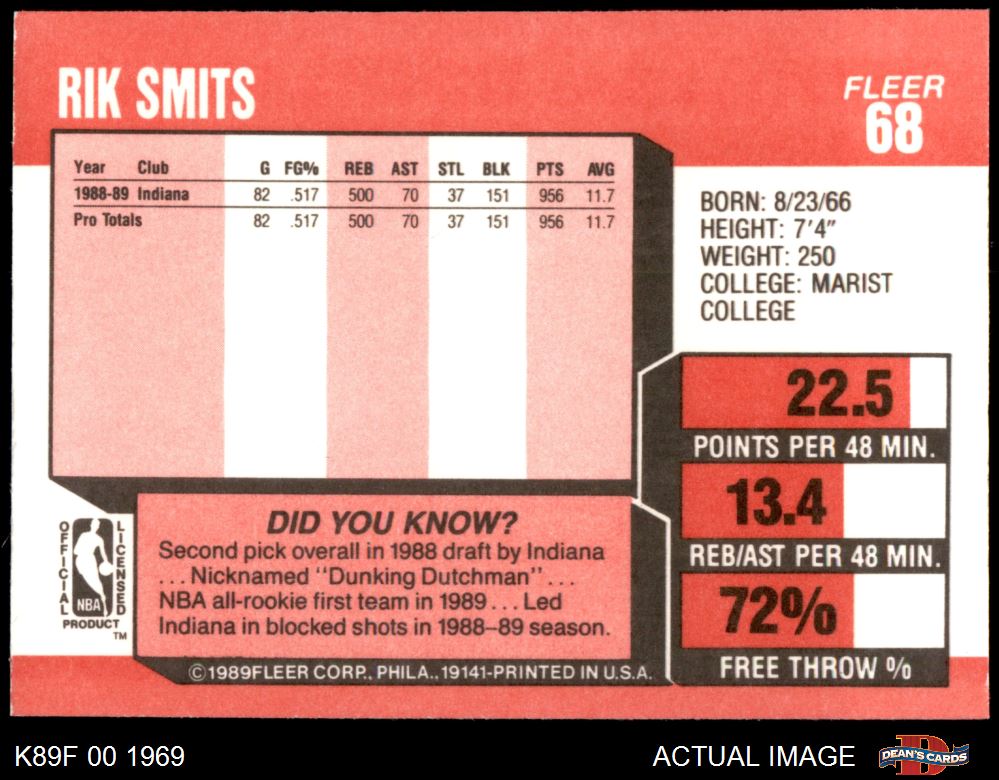 RIK SMITS
FLEER
68
Year Club G FG% REB AST STL BLK PTS AVG
1988-89 Indiana 82 .517 500 70 37 151 956 11.7
Pro Totals 82 .517 500 70 37 151 956 11.7
BORN: 8/23/66
HEIGHT: 7'4"
WEIGHT: 250
COLLEGE: MARIST
COLLEGE
22.5
POINTS PER 48 MIN.
13.4
REB/AST PER 48 MIN.
72%
FREE THROW %
OFFICIAL
LICENSED
NBA
PRODUCT
TM
DID YOU KNOW?
Second pick overall in 1988 draft by Indiana
... Nicknamed "Dunking Dutchman" ...
NBA all-rookie first team in 1989 ... Led
Indiana in blocked shots in 1988–89 season.
©1989FLEER CORP., PHILA., 19141-PRINTED IN U.S.A.
K89F 00 1969
ACTUAL IMAGE
DEAN'S CARDS